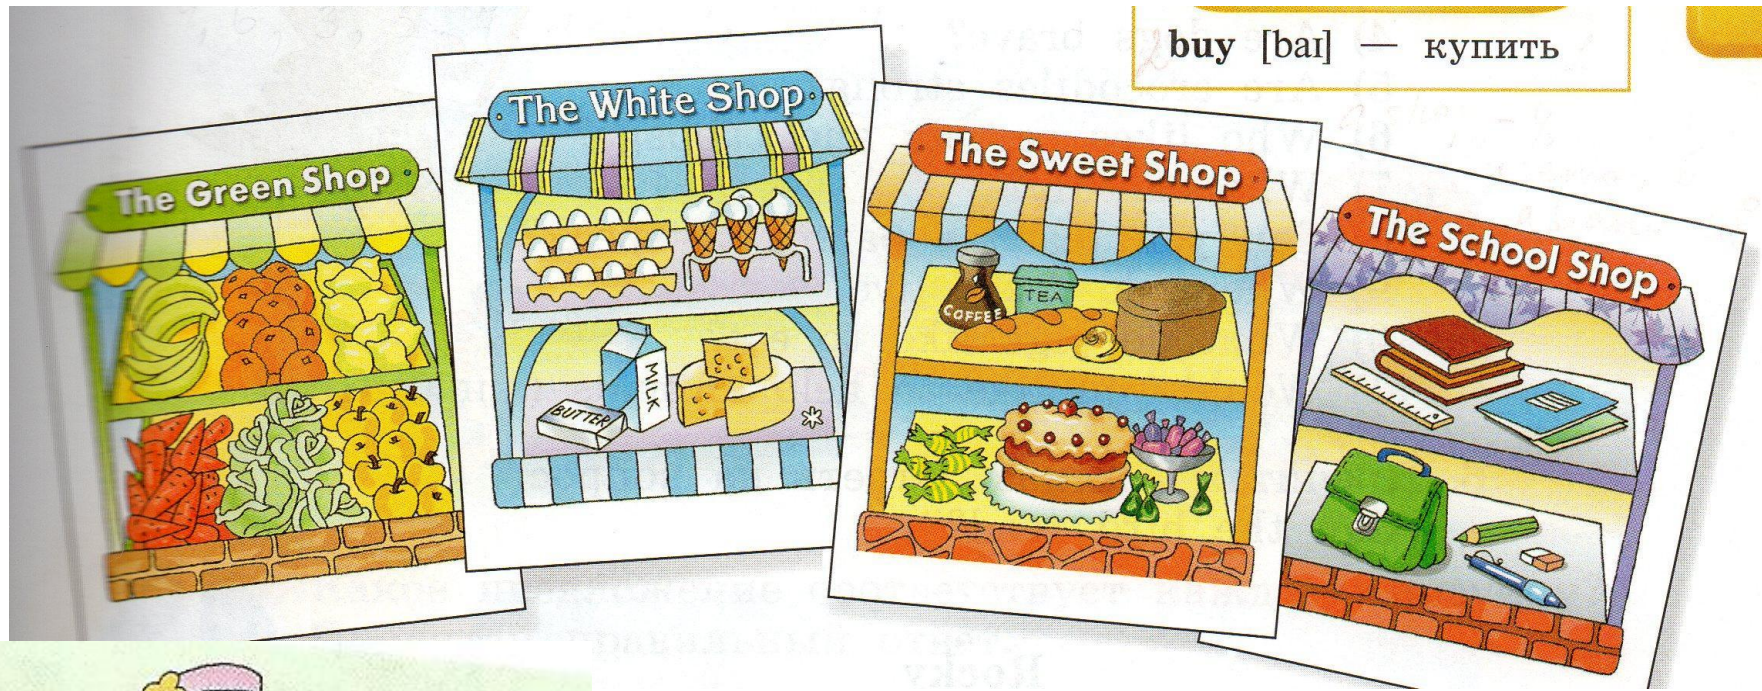 buy [baɪ] — купить
The Green Shop
The White Shop
The Sweet Shop
The School Shop
MILK
BUTTER
COFFEE
TEA